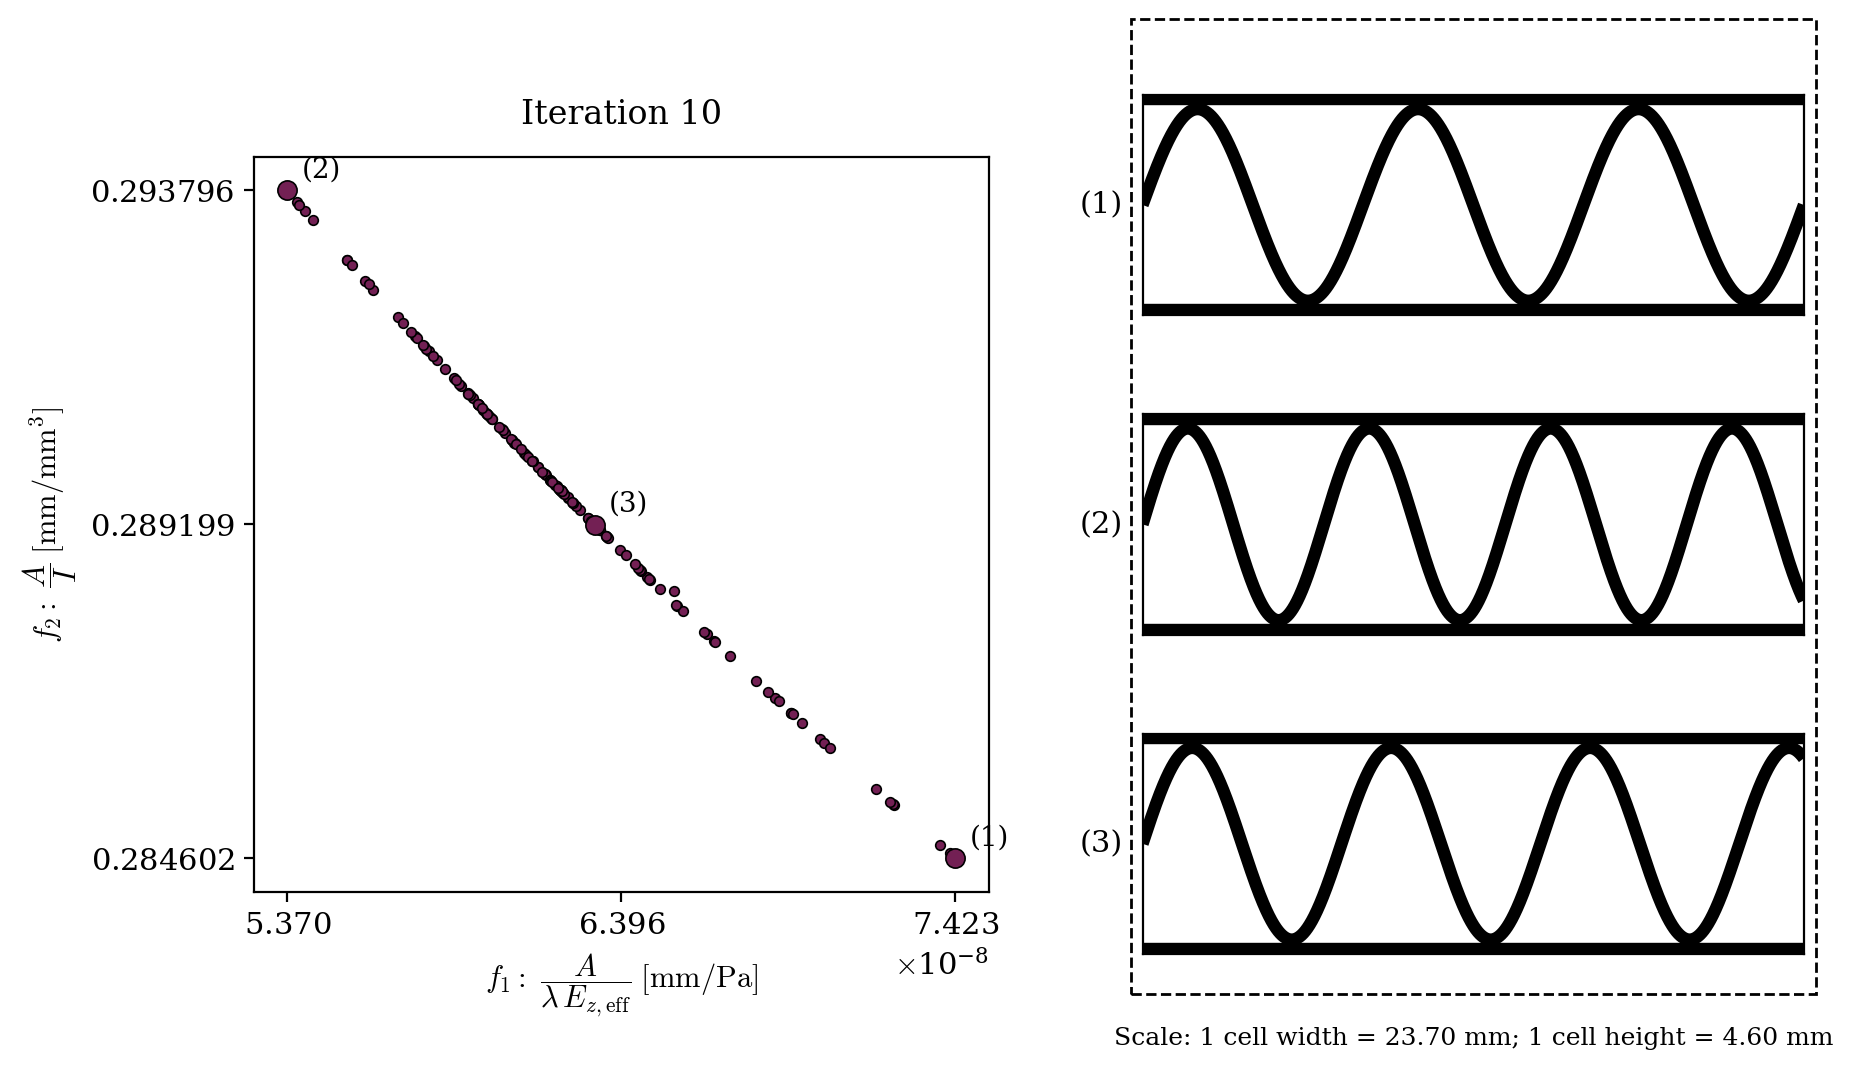 Iteration 10
(2)
0.293796
(3)
0.289199
(1)
0.284602
5.370 6.396 7.423
×10⁻⁸
f₂ : A/I [mm/mm³]
f₁ : A/(λ E_z, eff) [mm/Pa]
(1)
(2)
(3)
Scale: 1 cell width = 23.70 mm; 1 cell height = 4.60 mm